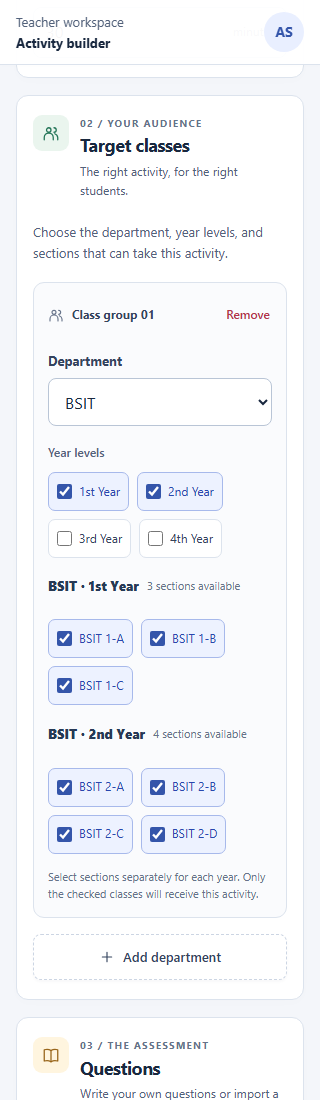 Teacher workspace
Activity builder
AS
02 / YOUR AUDIENCE
Target classes
The right activity, for the right
students.
Choose the department, year levels, and
sections that can take this activity.
Class group 01
Remove
Department
BSIT
Year levels
1st Year
2nd Year
3rd Year
4th Year
BSIT · 1st Year 3 sections available
BSIT 1-A
BSIT 1-B
BSIT 1-C
BSIT · 2nd Year 4 sections available
BSIT 2-A
BSIT 2-B
BSIT 2-C
BSIT 2-D
Select sections separately for each year. Only
the checked classes will receive this activity.
+ Add department
03 / THE ASSESSMENT
Questions
Write your own questions or import a